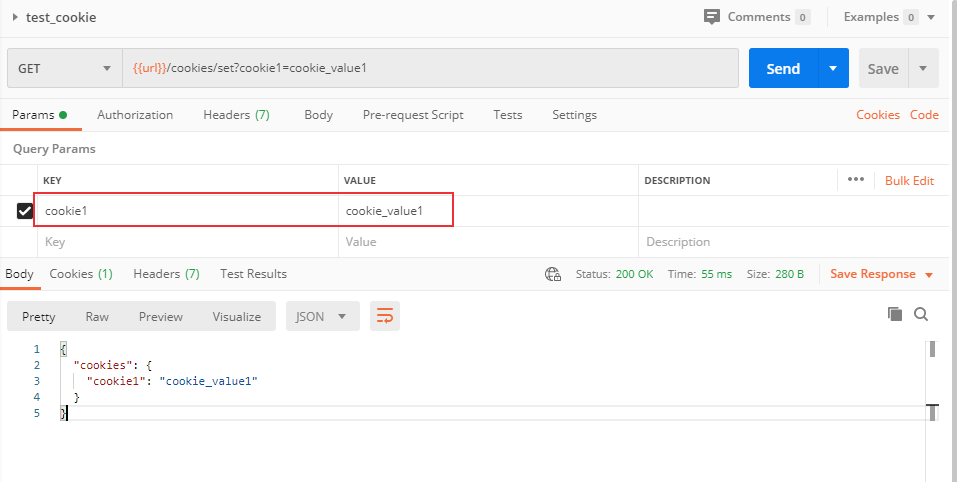 test_cookie Comments 0 Examples 0
GET {{url}}/cookies/set?cookie1=cookie_value1 Send Save
Params Authorization Headers (7) Body Pre-request Script Tests Settings Cookies Code
Query Params
KEY VALUE DESCRIPTION ••• Bulk Edit
cookie1 cookie_value1
Key Value Description
Body Cookies (1) Headers (7) Test Results Status: 200 OK Time: 55 ms Size: 280 B Save Response
Pretty Raw Preview Visualize JSON
1 {
2 "cookies": {
3 "cookie1": "cookie_value1"
4 }
5 }